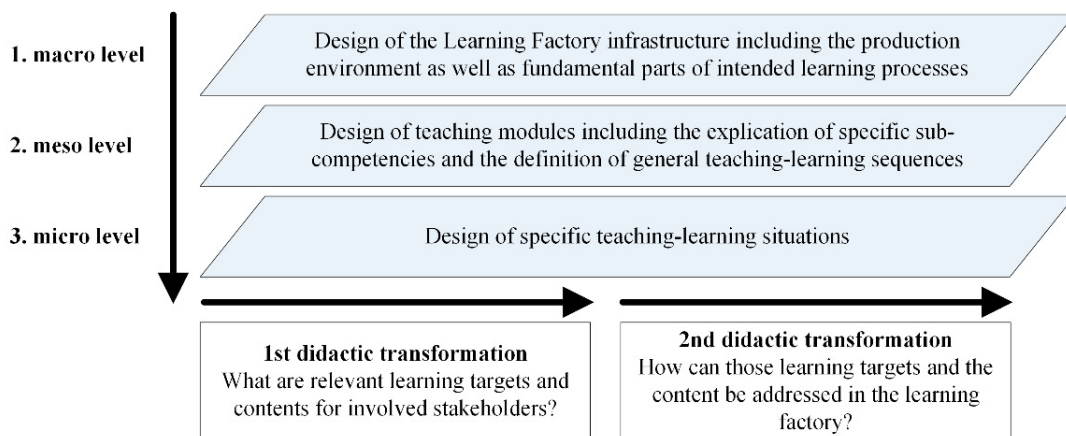 1. macro level
Design of the Learning Factory infrastructure including the production
environment as well as fundamental parts of intended learning processes
2. meso level
Design of teaching modules including the explication of specific sub-
competencies and the definition of general teaching-learning sequences
3. micro level
Design of specific teaching-learning situations
1st didactic transformation
What are relevant learning targets and
contents for involved stakeholders?
2nd didactic transformation
How can those learning targets and the
content be addressed in the learning
factory?